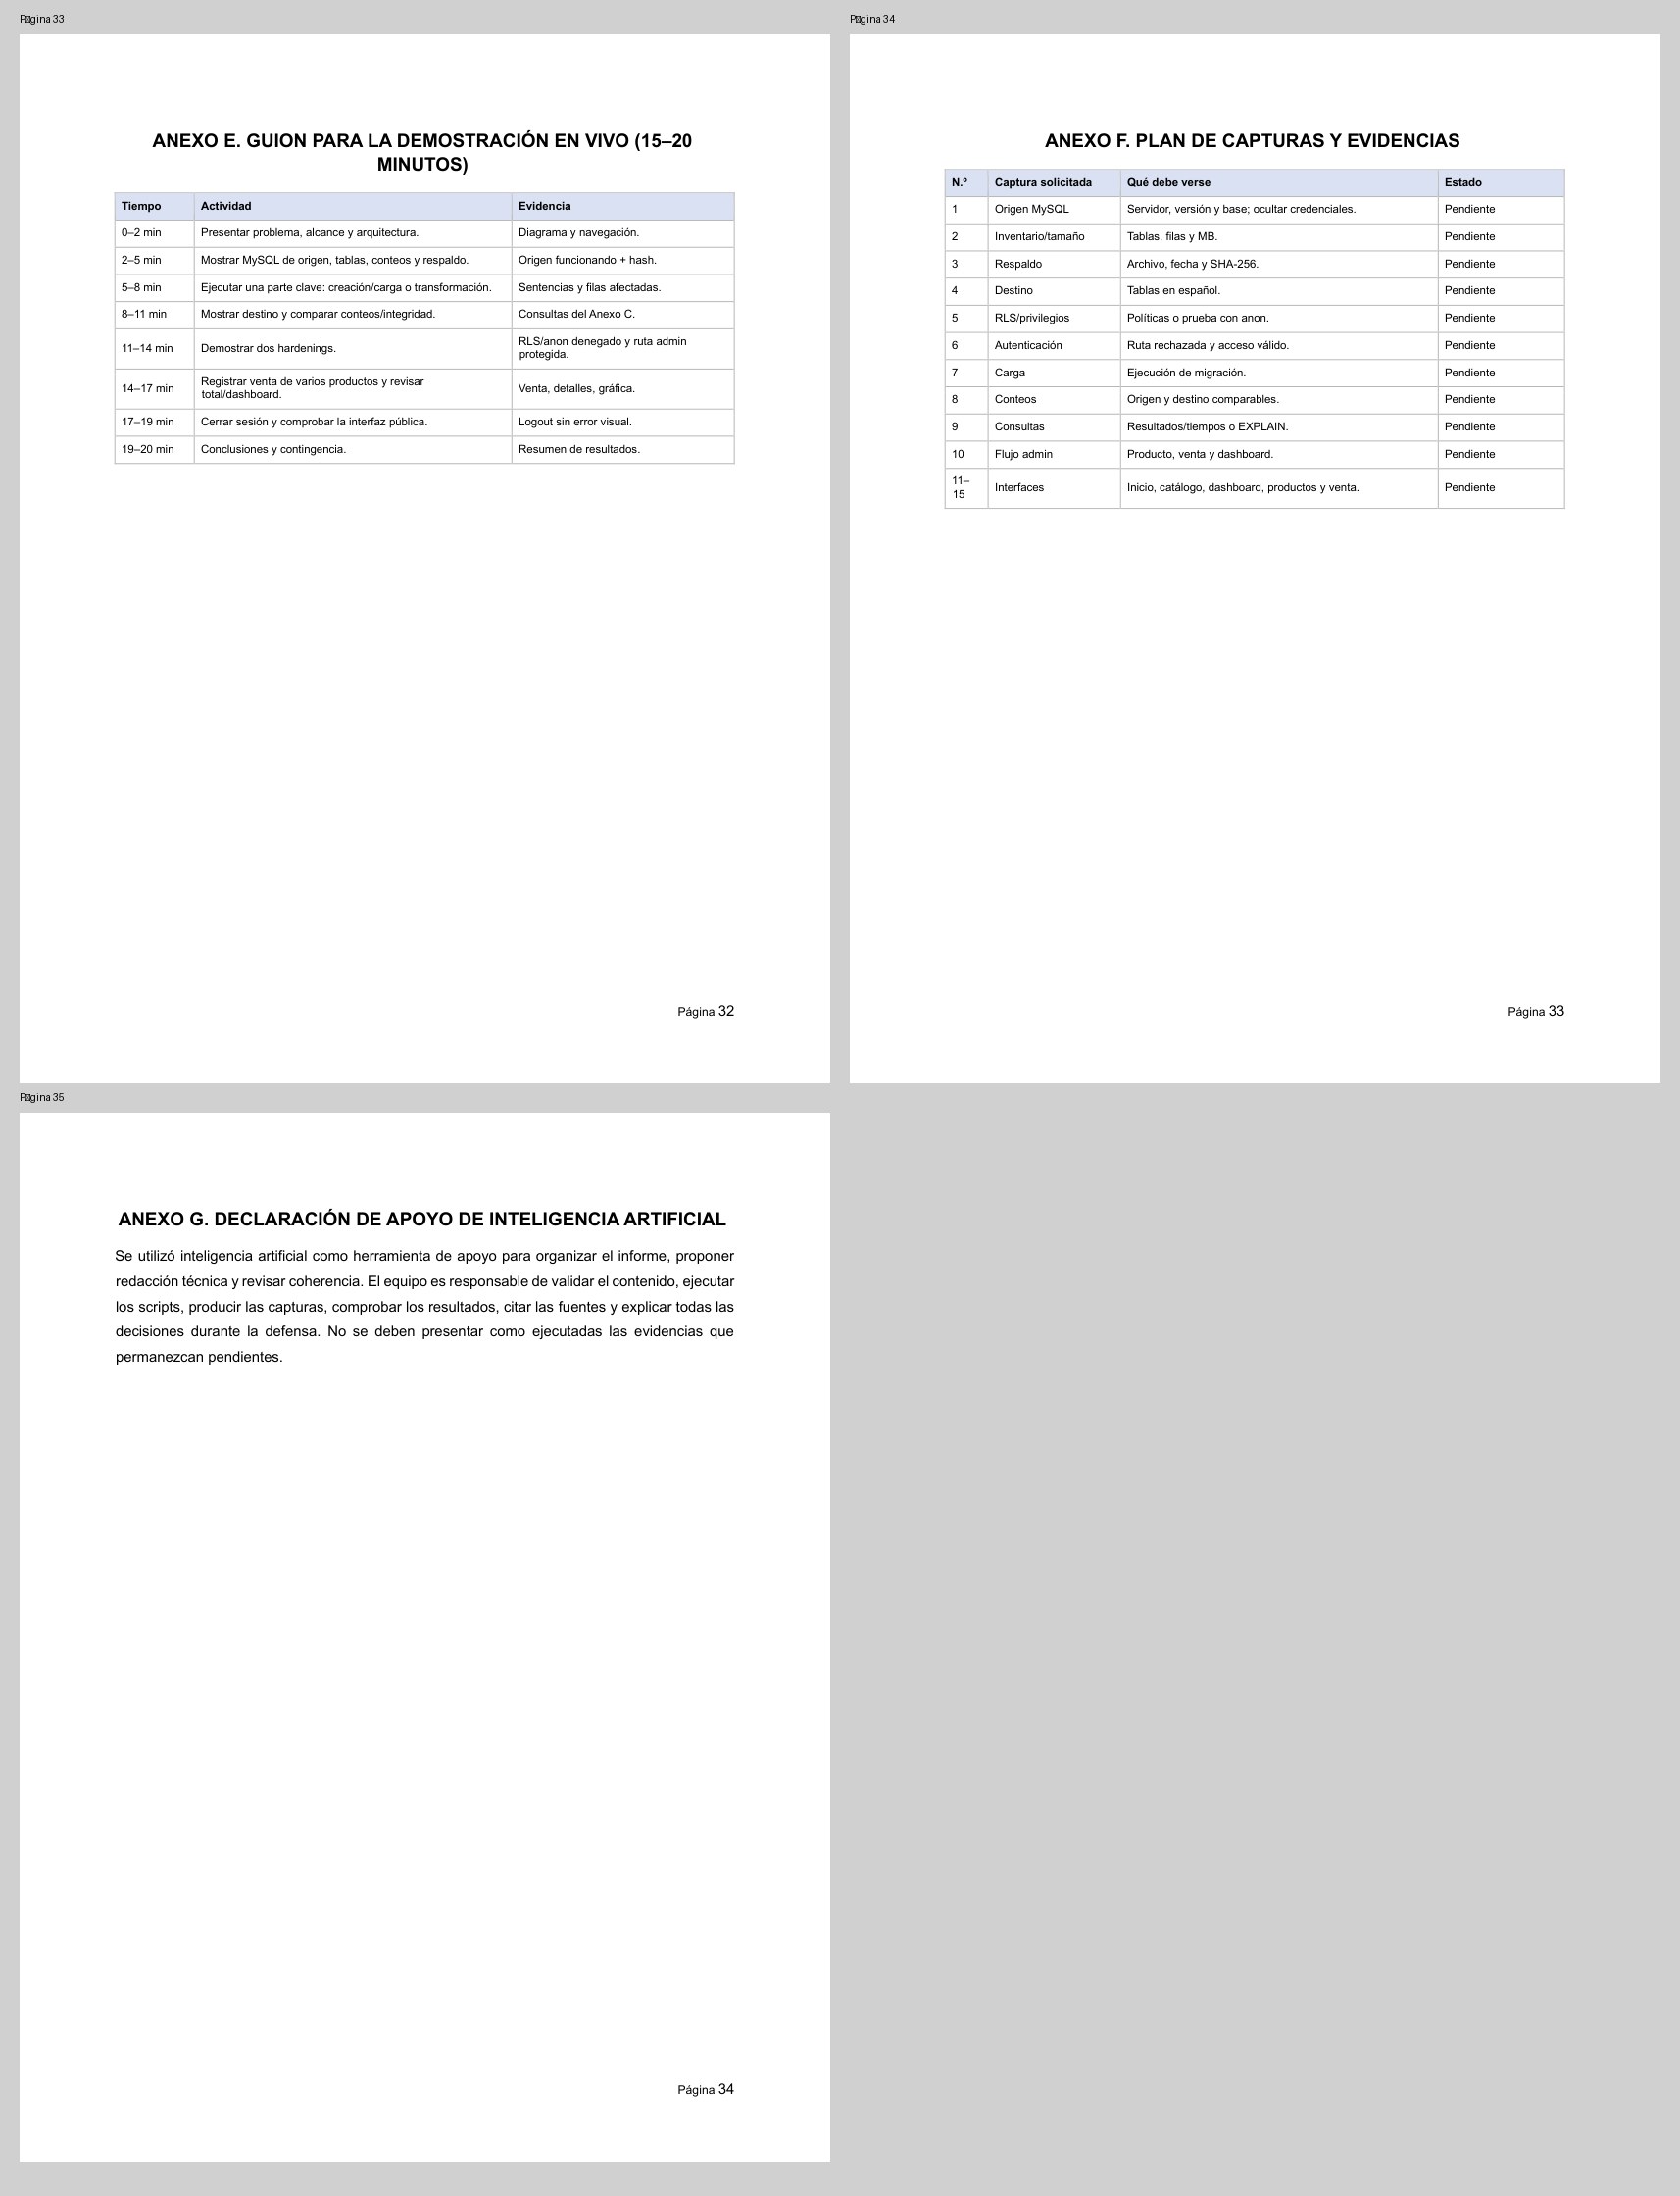 Página 33
ANEXO E. GUION PARA LA DEMOSTRACIÓN EN VIVO (15–20
MINUTOS)
Tiempo Actividad Evidencia
0–2 min Presentar problema, alcance y arquitectura. Diagrama y navegación.
2–5 min Mostrar MySQL de origen, tablas, conteos y respaldo. Origen funcionando + hash.
5–8 min Ejecutar una parte clave: creación/carga o transformación. Sentencias y filas afectadas.
8–11 min Mostrar destino y comparar conteos/integridad. Consultas del Anexo C.
11–14 min Demostrar dos hardenings. RLS/anon denegado y ruta admin
protegida.
14–17 min Registrar venta de varios productos y revisar
total/dashboard. Venta, detalles, gráfica.
17–19 min Cerrar sesión y comprobar la interfaz pública. Logout sin error visual.
19–20 min Conclusiones y contingencia. Resumen de resultados.
Página 32
Página 34
ANEXO F. PLAN DE CAPTURAS Y EVIDENCIAS
N.º Captura solicitada Qué debe verse Estado
1 Origen MySQL Servidor, versión y base; ocultar credenciales. Pendiente
2 Inventario/tamaño Tablas, filas y MB. Pendiente
3 Respaldo Archivo, fecha y SHA-256. Pendiente
4 Destino Tablas en español. Pendiente
5 RLS/privilegios Políticas o prueba con anon. Pendiente
6 Autenticación Ruta rechazada y acceso válido. Pendiente
7 Carga Ejecución de migración. Pendiente
8 Conteos Origen y destino comparables. Pendiente
9 Consultas Resultados/tiempos o EXPLAIN. Pendiente
10 Flujo admin Producto, venta y dashboard. Pendiente
11–
15 Interfaces Inicio, catálogo, dashboard, productos y venta. Pendiente
Página 33
Página 35
ANEXO G. DECLARACIÓN DE APOYO DE INTELIGENCIA ARTIFICIAL
Se utilizó inteligencia artificial como herramienta de apoyo para organizar el informe, proponer
redacción técnica y revisar coherencia. El equipo es responsable de validar el contenido, ejecutar
los scripts, producir las capturas, comprobar los resultados, citar las fuentes y explicar todas las
decisiones durante la defensa. No se deben presentar como ejecutadas las evidencias que
permanezcan pendientes.
Página 34